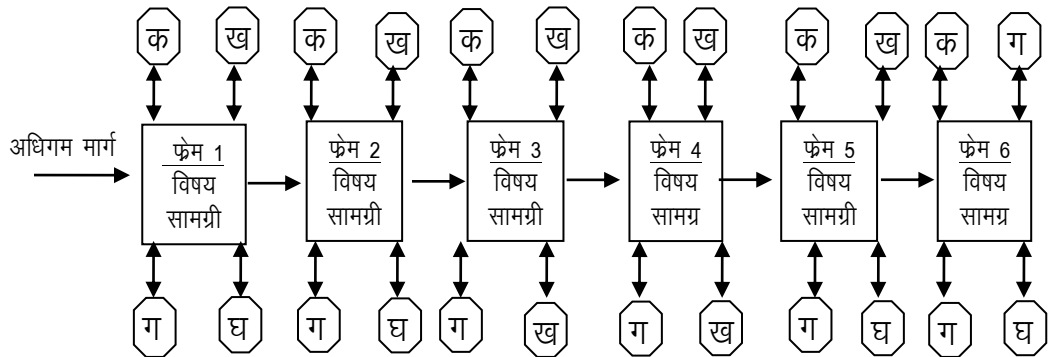 क ख क ख क ख क ख क ख क ग
अधिगम मार्ग
फ्रेम 1
विषय
सामग्री
फ्रेम 2
विषय
सामग्री
फ्रेम 3
विषय
सामग्री
फ्रेम 4
विषय
सामग्र
फ्रेम 5
विषय
सामग्री
फ्रेम 6
विषय
सामग्र
ग घ ग घ ग ख ग ख ग घ ग घ